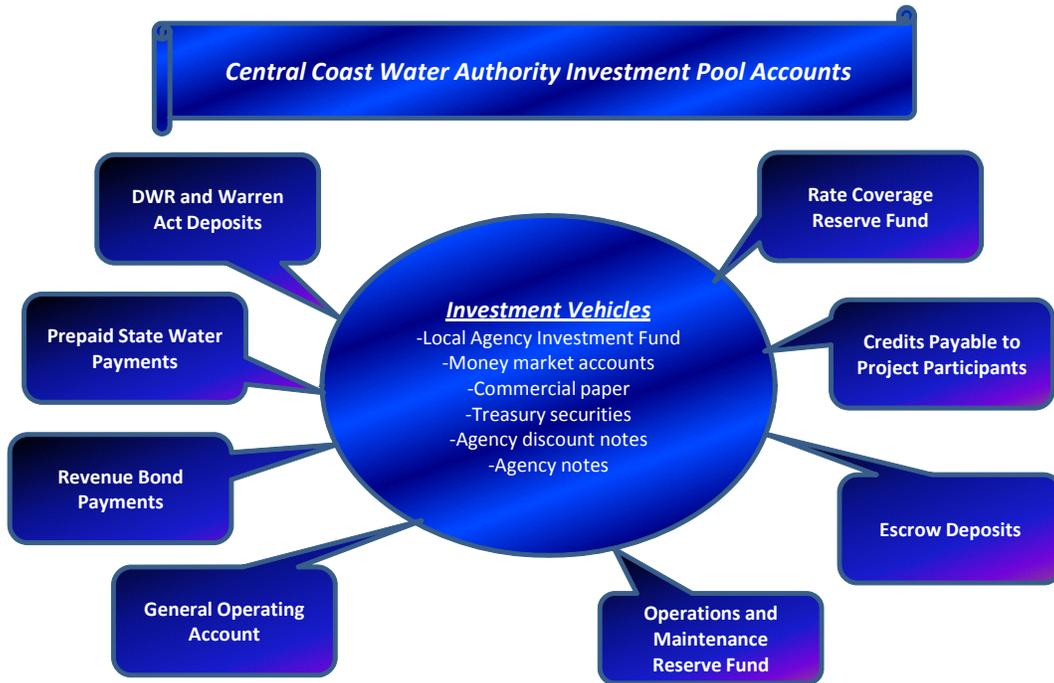 Central Coast Water Authority Investment Pool Accounts
DWR and Warren
Act Deposits
Rate Coverage
Reserve Fund
Prepaid State Water
Payments
Investment Vehicles
-Local Agency Investment Fund
-Money market accounts
-Commercial paper
-Treasury securities
-Agency discount notes
-Agency notes
Credits Payable to
Project Participants
Revenue Bond
Payments
Escrow Deposits
General Operating
Account
Operations and
Maintenance
Reserve Fund